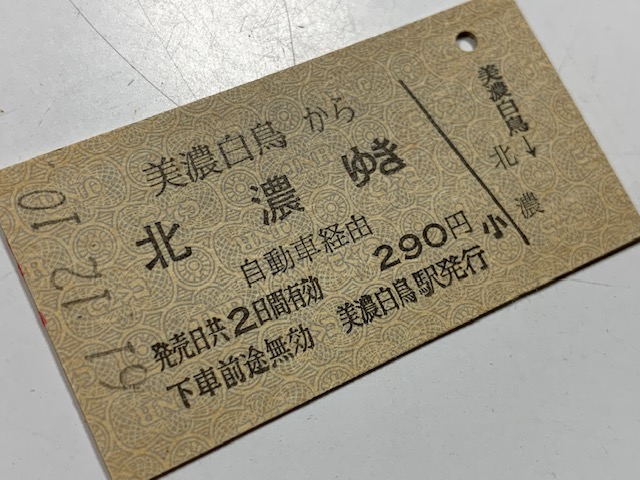 61.12.10
美濃白鳥から
北濃ゆき
自動車経由 290円
発売日共2日間有効
下車前途無効 美濃白鳥駅発行
美濃白鳥
↓
北濃
小